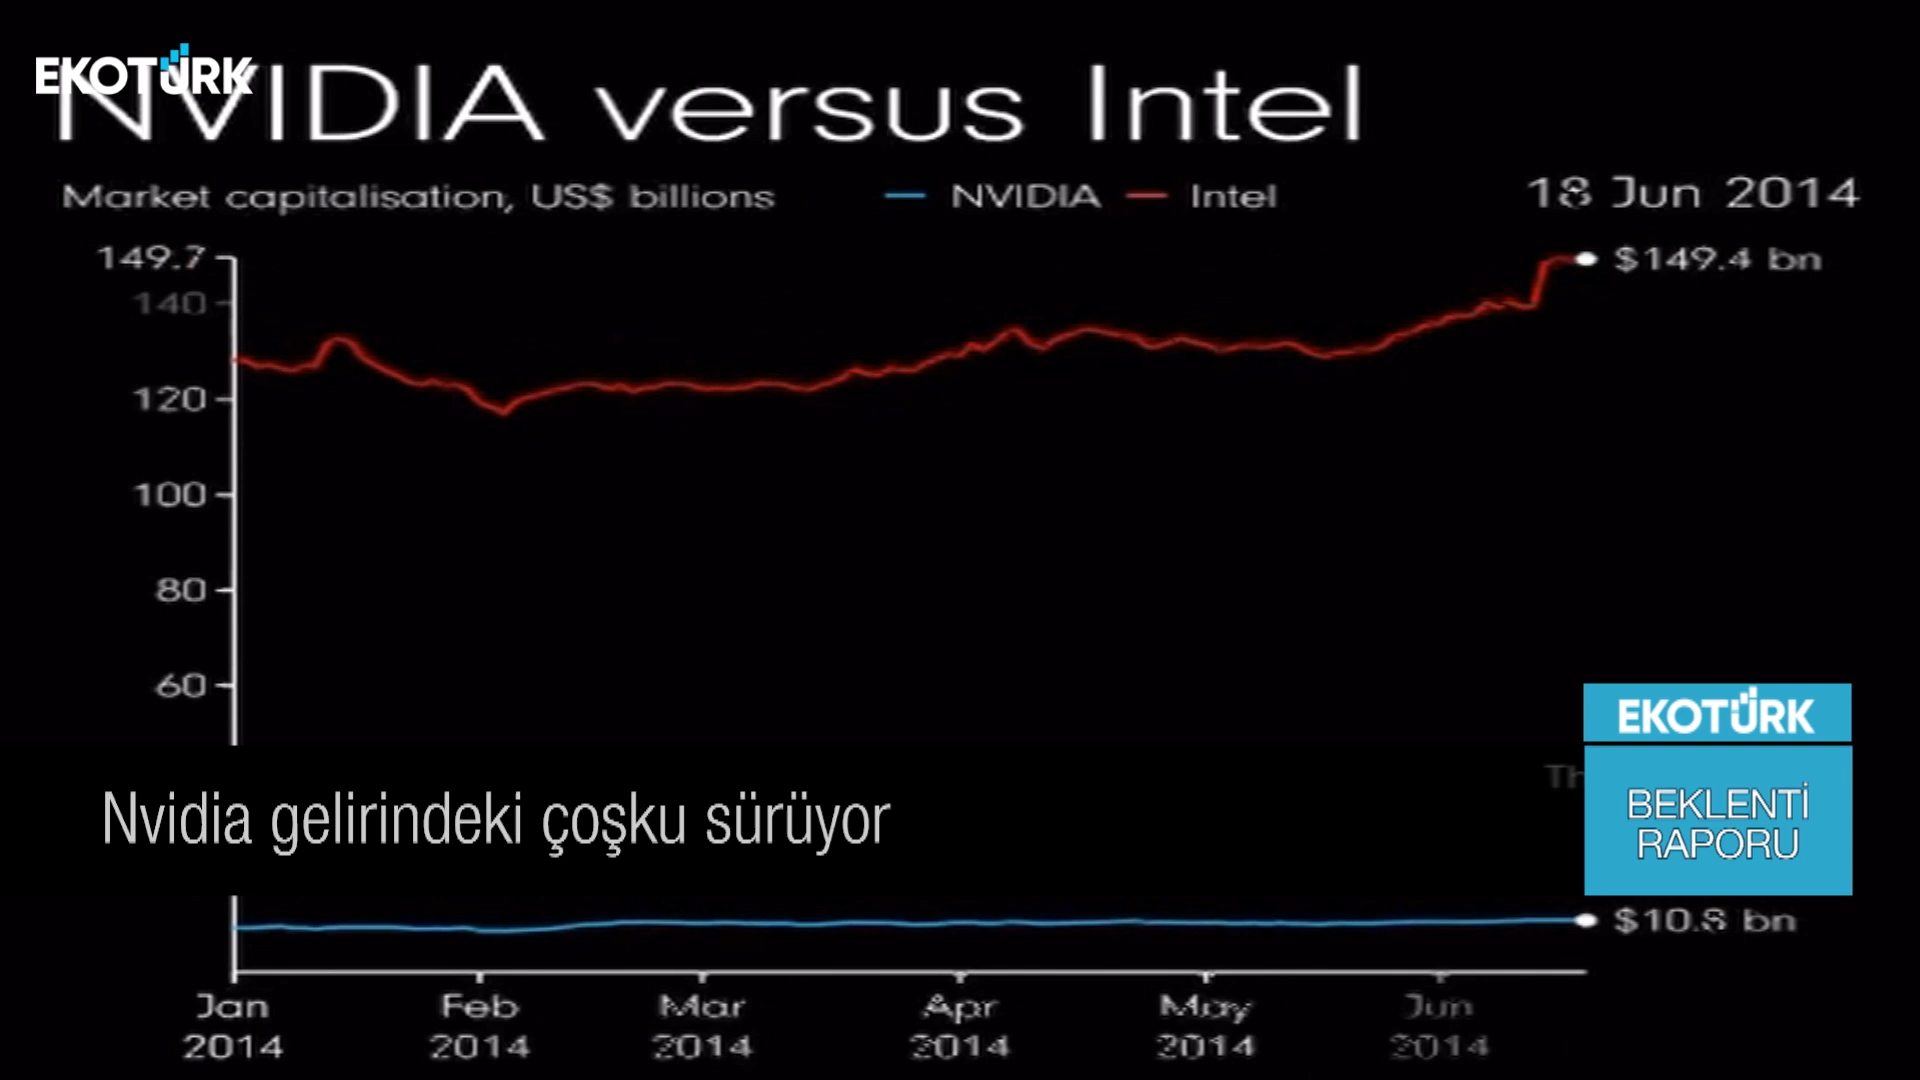 EKOTÜRK
NVIDIA versus Intel
Market capitalisation, US$ billions
NVIDIA
Intel
18 Jun 2014
149.7
$149.4 bn
140
120
100
80
60
EKOTÜRK
BEKLENTİ
RAPORU
Nvidia gelirindeki çoşku sürüyor
$10.8 bn
Jan Feb Mar Apr May Jun
2014 2014 2014 2014 2014 2014